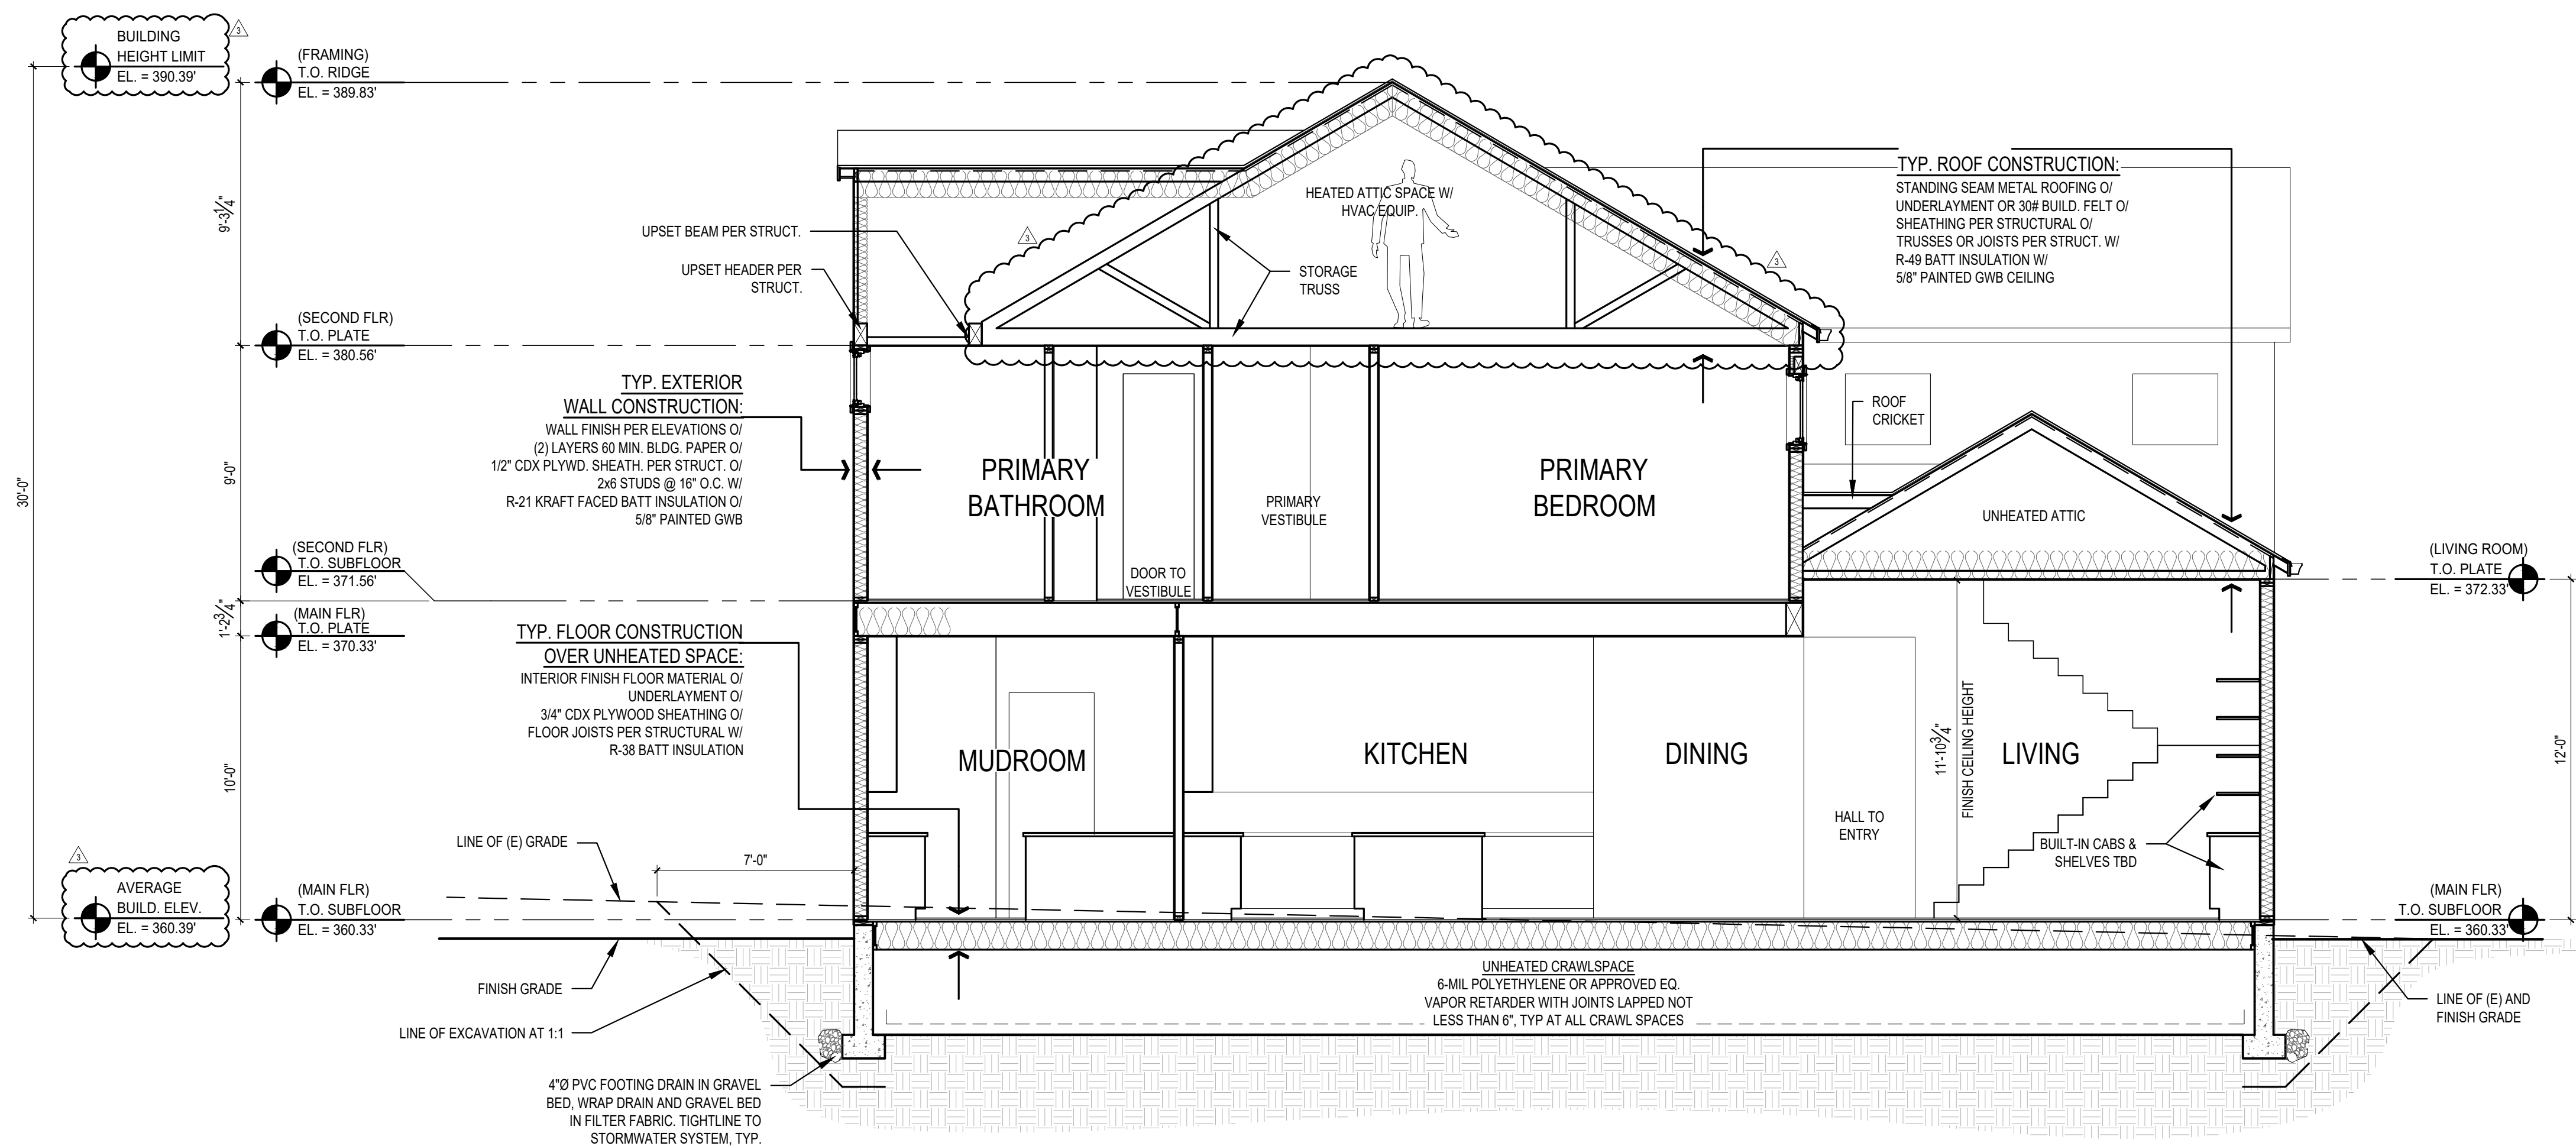 BUILDING
HEIGHT LIMIT
EL. = 390.39'
3
(FRAMING)
T.O. RIDGE
EL. = 389.83'
30'-0"
9'-3 3/4"
9'-0"
1'-2 3/4"
10'-0"
(SECOND FLR)
T.O. PLATE
EL. = 380.56'
(SECOND FLR)
T.O. SUBFLOOR
EL. = 371.56'
(MAIN FLR)
T.O. PLATE
EL. = 370.33'
3
AVERAGE
BUILD. ELEV.
EL. = 360.39'
(MAIN FLR)
T.O. SUBFLOOR
EL. = 360.33'
UPSET BEAM PER STRUCT.
UPSET HEADER PER
STRUCT.
TYP. EXTERIOR
WALL CONSTRUCTION:
WALL FINISH PER ELEVATIONS O/
(2) LAYERS 60 MIN. BLDG. PAPER O/
1/2" CDX PLYWD. SHEATH. PER STRUCT. O/
2x6 STUDS @ 16" O.C. W/
R-21 KRAFT FACED BATT INSULATION O/
5/8" PAINTED GWB
TYP. FLOOR CONSTRUCTION
OVER UNHEATED SPACE:
INTERIOR FINISH FLOOR MATERIAL O/
UNDERLAYMENT O/
3/4" CDX PLYWOOD SHEATHING O/
FLOOR JOISTS PER STRUCTURAL W/
R-38 BATT INSULATION
LINE OF (E) GRADE
7'-0"
FINISH GRADE
LINE OF EXCAVATION AT 1:1
4"Ø PVC FOOTING DRAIN IN GRAVEL
BED, WRAP DRAIN AND GRAVEL BED
IN FILTER FABRIC. TIGHTLINE TO
STORMWATER SYSTEM, TYP.
3
HEATED ATTIC SPACE W/
HVAC EQUIP.
STORAGE
TRUSS
3
TYP. ROOF CONSTRUCTION:
STANDING SEAM METAL ROOFING O/
UNDERLAYMENT OR 30# BUILD. FELT O/
SHEATHING PER STRUCTURAL O/
TRUSSES OR JOISTS PER STRUCT. W/
R-49 BATT INSULATION W/
5/8" PAINTED GWB CEILING
ROOF
CRICKET
PRIMARY
BATHROOM
DOOR TO
VESTIBULE
PRIMARY
VESTIBULE
PRIMARY
BEDROOM
UNHEATED ATTIC
MUDROOM
KITCHEN
DINING
HALL TO
ENTRY
11'-10 3/4"
FINISH CEILING HEIGHT
LIVING
BUILT-IN CABS &
SHELVES TBD
UNHEATED CRAWLSPACE
6-MIL POLYETHYLENE OR APPROVED EQ.
VAPOR RETARDER WITH JOINTS LAPPED NOT
LESS THAN 6", TYP AT ALL CRAWL SPACES
(LIVING ROOM)
T.O. PLATE
EL. = 372.33'
12'-0"
(MAIN FLR)
T.O. SUBFLOOR
EL. = 360.33'
LINE OF (E) AND
FINISH GRADE